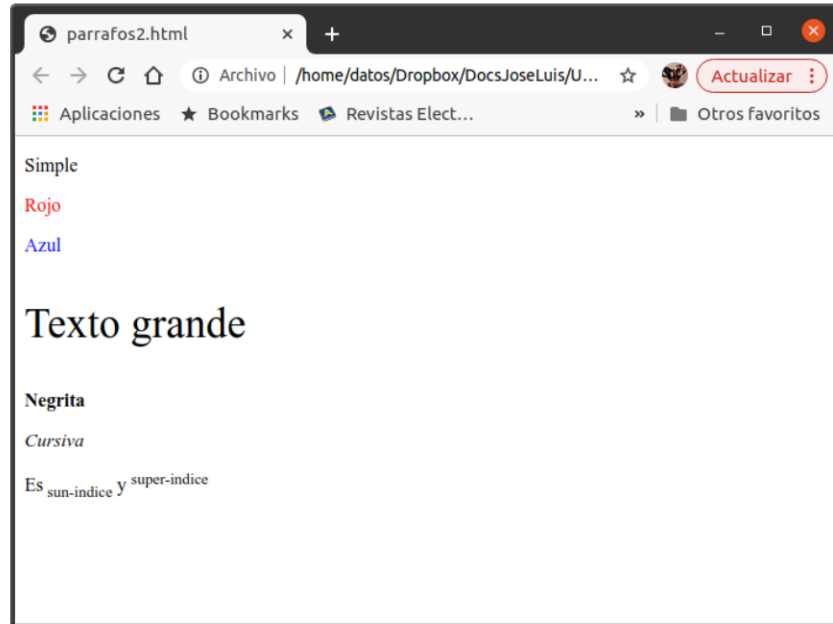 parrafos2.html
Archivo | /home/datos/Dropbox/DocsJoseLuis/U... Actualizar
Aplicaciones Bookmarks Revistas Elect... » Otros favoritos
Simple
Rojo
Azul
Texto grande
Negrita
Cursiva
Es sun-indice y super-indice